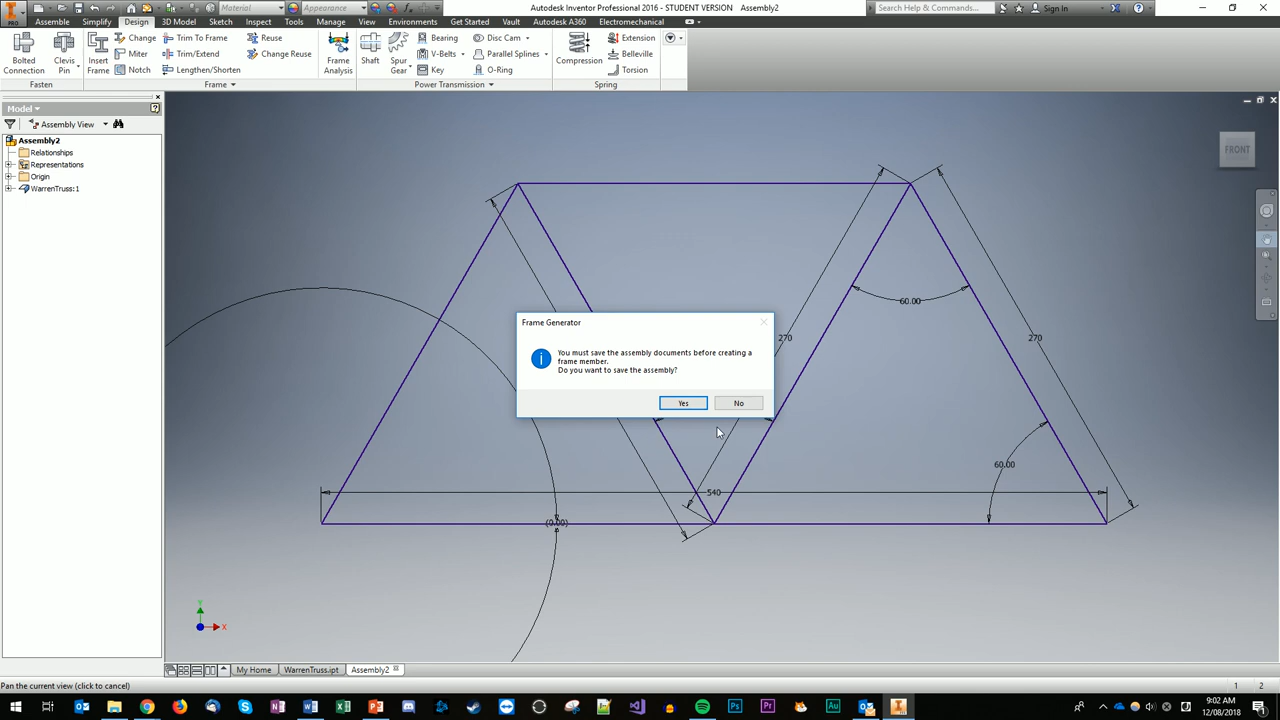 Autodesk Inventor Professional 2016 - STUDENT VERSION Assembly2
Material
Appearance
Search Help & Commands...
Sign In
PRO
Assemble Simplify Design 3D Model Sketch Inspect Tools Manage View Environments Get Started Vault Autodesk A360 Electromechanical
Bolted Connection
Clevis Pin
Insert Frame
Change
Miter
Notch
Trim To Frame
Trim/Extend
Lengthen/Shorten
Reuse
Change Reuse
Frame Analysis
Shaft
Spur Gear
Bearing
V-Belts
Key
Disc Cam
Parallel Splines
O-Ring
Compression
Extension
Belleville
Torsion
Fasten
Frame
Power Transmission
Spring
Model
Assembly View
Assembly2
Relationships
Representations
Origin
WarrenTruss:1
FRONT
60.00
270
270
Frame Generator
You must save the assembly documents before creating a
frame member.
Do you want to save the assembly?
Yes No
60.00
540
(0.00)
Y
X
My Home WarrenTruss.ipt Assembly2
Pan the current view (click to cancel)
1 2
9:02 AM
12/08/2018